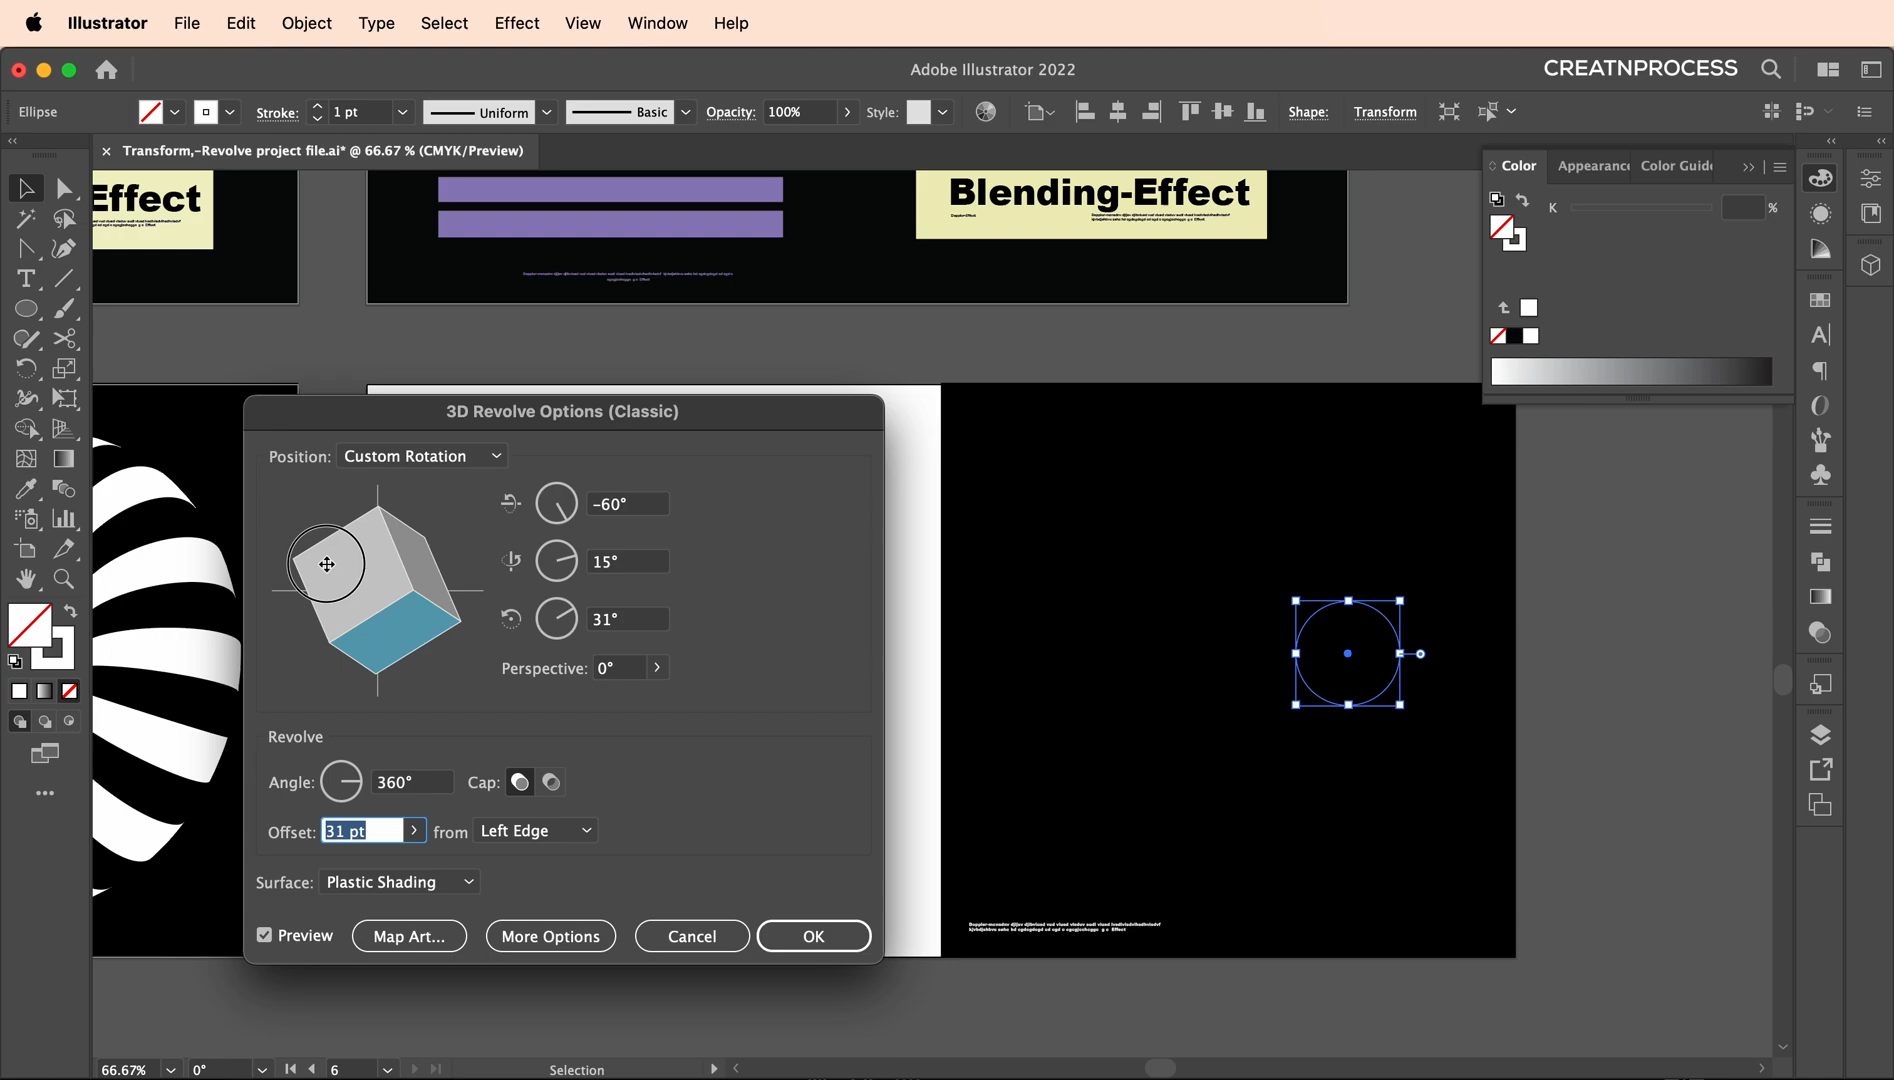 Illustrator File Edit Object Type Select Effect View Window Help
Adobe Illustrator 2022
CREATNPROCESS
Ellipse
Stroke: 1 pt
Uniform
Basic
Opacity: 100%
Style:
Shape:
Transform
Transform,-Revolve project file.ai* @ 66.67 % (CMYK/Preview)
Effect
Blending-Effect
Color Appearanc Color Guid
K %
3D Revolve Options (Classic)
Position: Custom Rotation
-60°
15°
31°
Perspective: 0°
Revolve
Angle: 360° Cap:
Offset: 31 pt from Left Edge
Surface: Plastic Shading
Preview Map Art... More Options Cancel OK
66.67% 0° 6 Selection